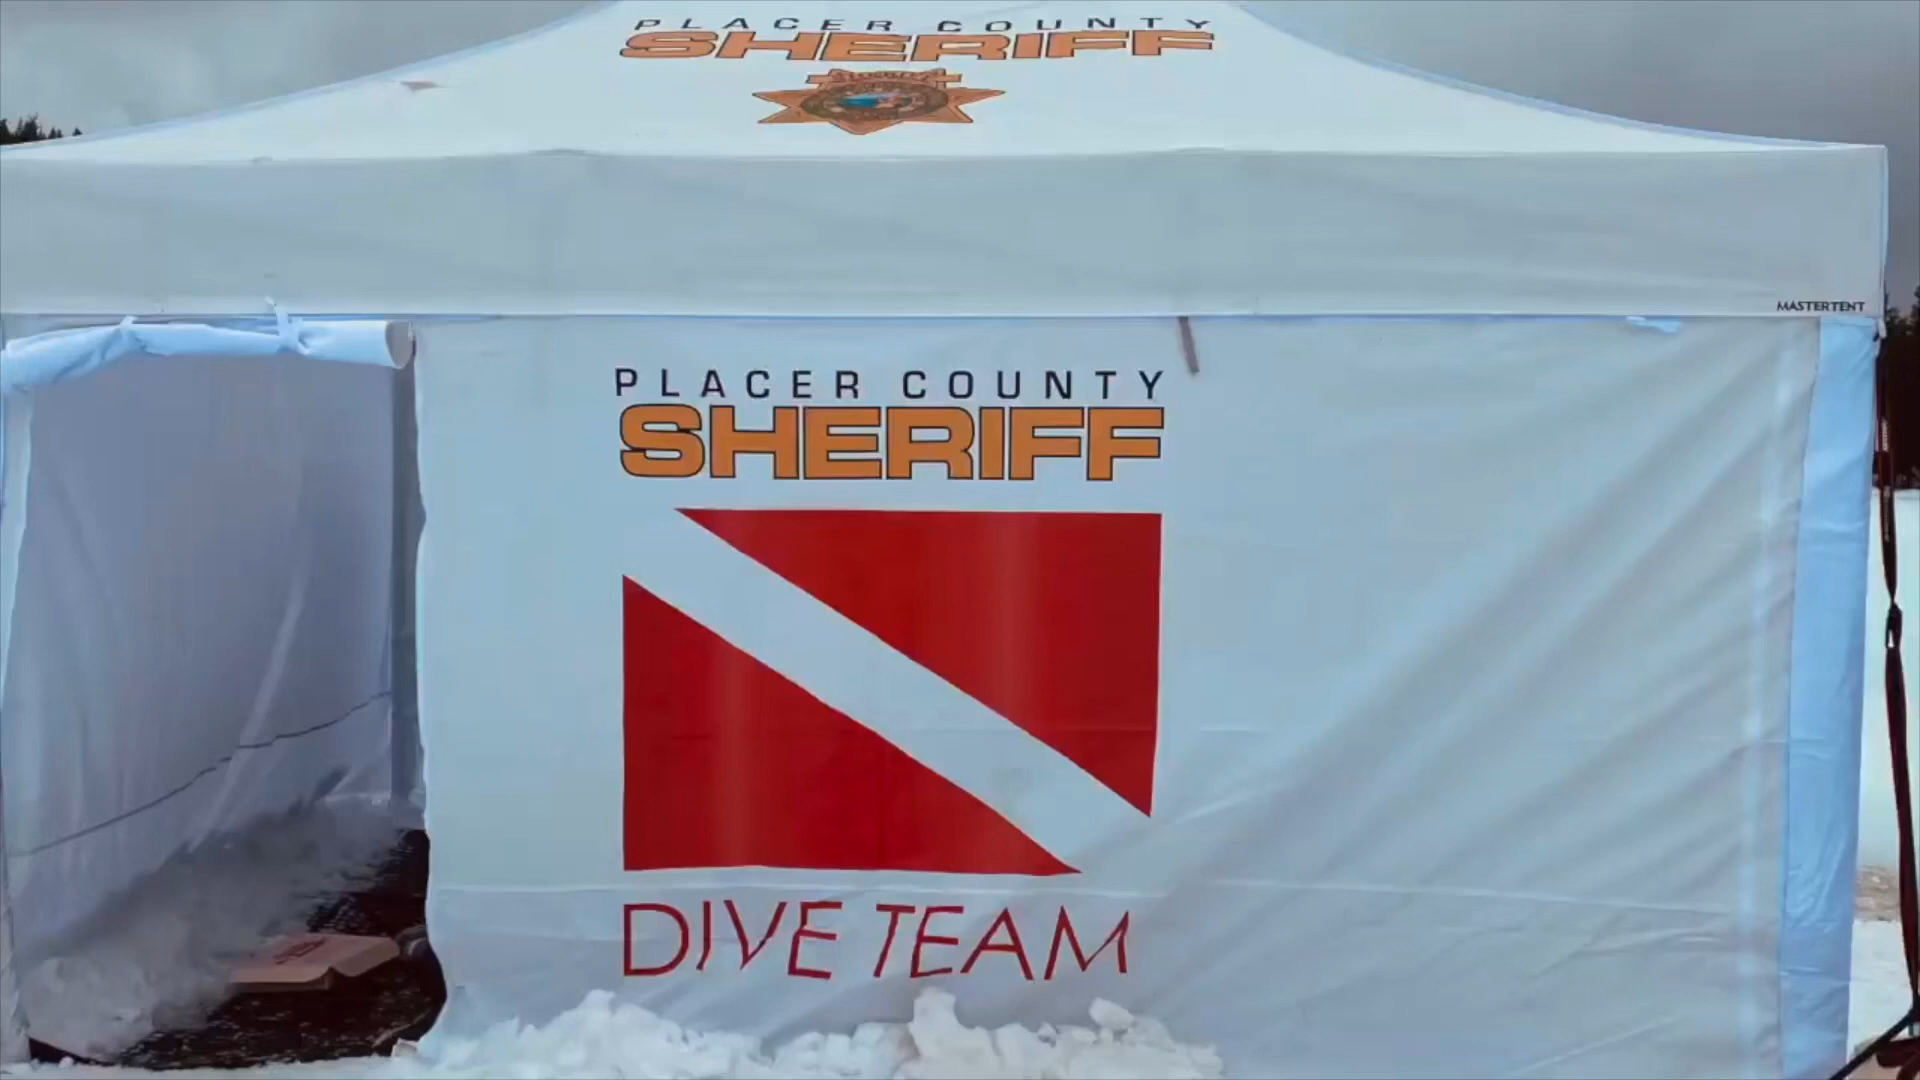 PLACER COUNTY
SHERIFF
MASTERTENT
PLACER COUNTY
SHERIFF
DIVE TEAM